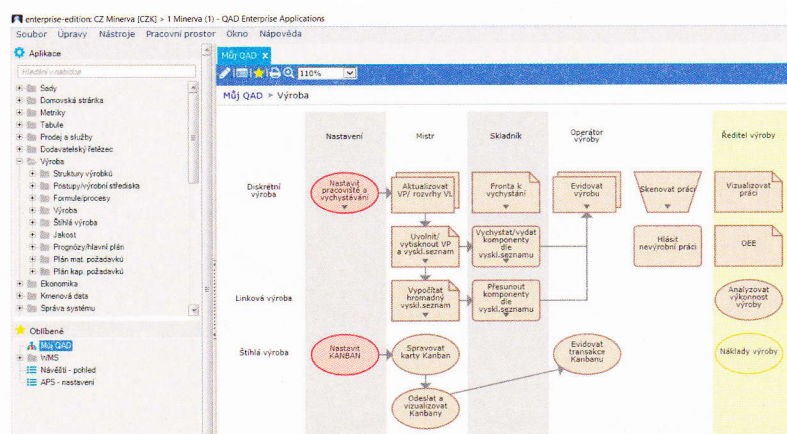 enterprise-edition: CZ Minerva [CZK] > 1 Minerva (1) - QAD Enterprise Applications
Soubor Úpravy Nástroje Pracovní prostor Okno Nápověda
Aplikace
Hledání v nabídce
Sady
Domovská stránka
Metriky
Tabule
Prodej a služby
Dodavatelský řetězec
Výroba
Struktury výrobků
Postupy/výrobní střediska
Formule/procesy
Výroba
Štíhlá výroba
Jakost
Prognózy/hlavní plán
Plán mat. požadavků
Plán kap. požadavků
Ekonomika
Kmenová data
Správa systému
Oblíbené
Můj QAD
WMS
Návěští - pohled
APS - nastavení
Můj QAD x
110%
Můj QAD > Výroba
Nastavení
Mistr
Skladník
Operátor
výroby
Ředitel výroby
Diskrétní
výroba
Nastavit
pracoviště a
vychystávání
Aktualizovat
VP/ rozvrhy VL
Fronta k
vychystání
Evidovat
výrobu
Skenovat práci
Vizualizovat
práci
Uvolnit/
vytisknout VP
a vyskl.seznam
Vychystat/vydat
komponenty
dle
vyskl.seznamu
Hlásit
nevýrobní práci
OEE
Linková výroba
Vypočítat
hromadný
vyskl.seznam
Přesunout
komponenty
dle
vyskl.seznamu
Analyzovat
výkonnost
výroby
Štíhlá výroba
Nastavit
KANBAN
Spravovat
karty Kanban
Evidovat
transakce
Kanbanu
Náklady výroby
Odeslat a
vizualizovat
Kanbany